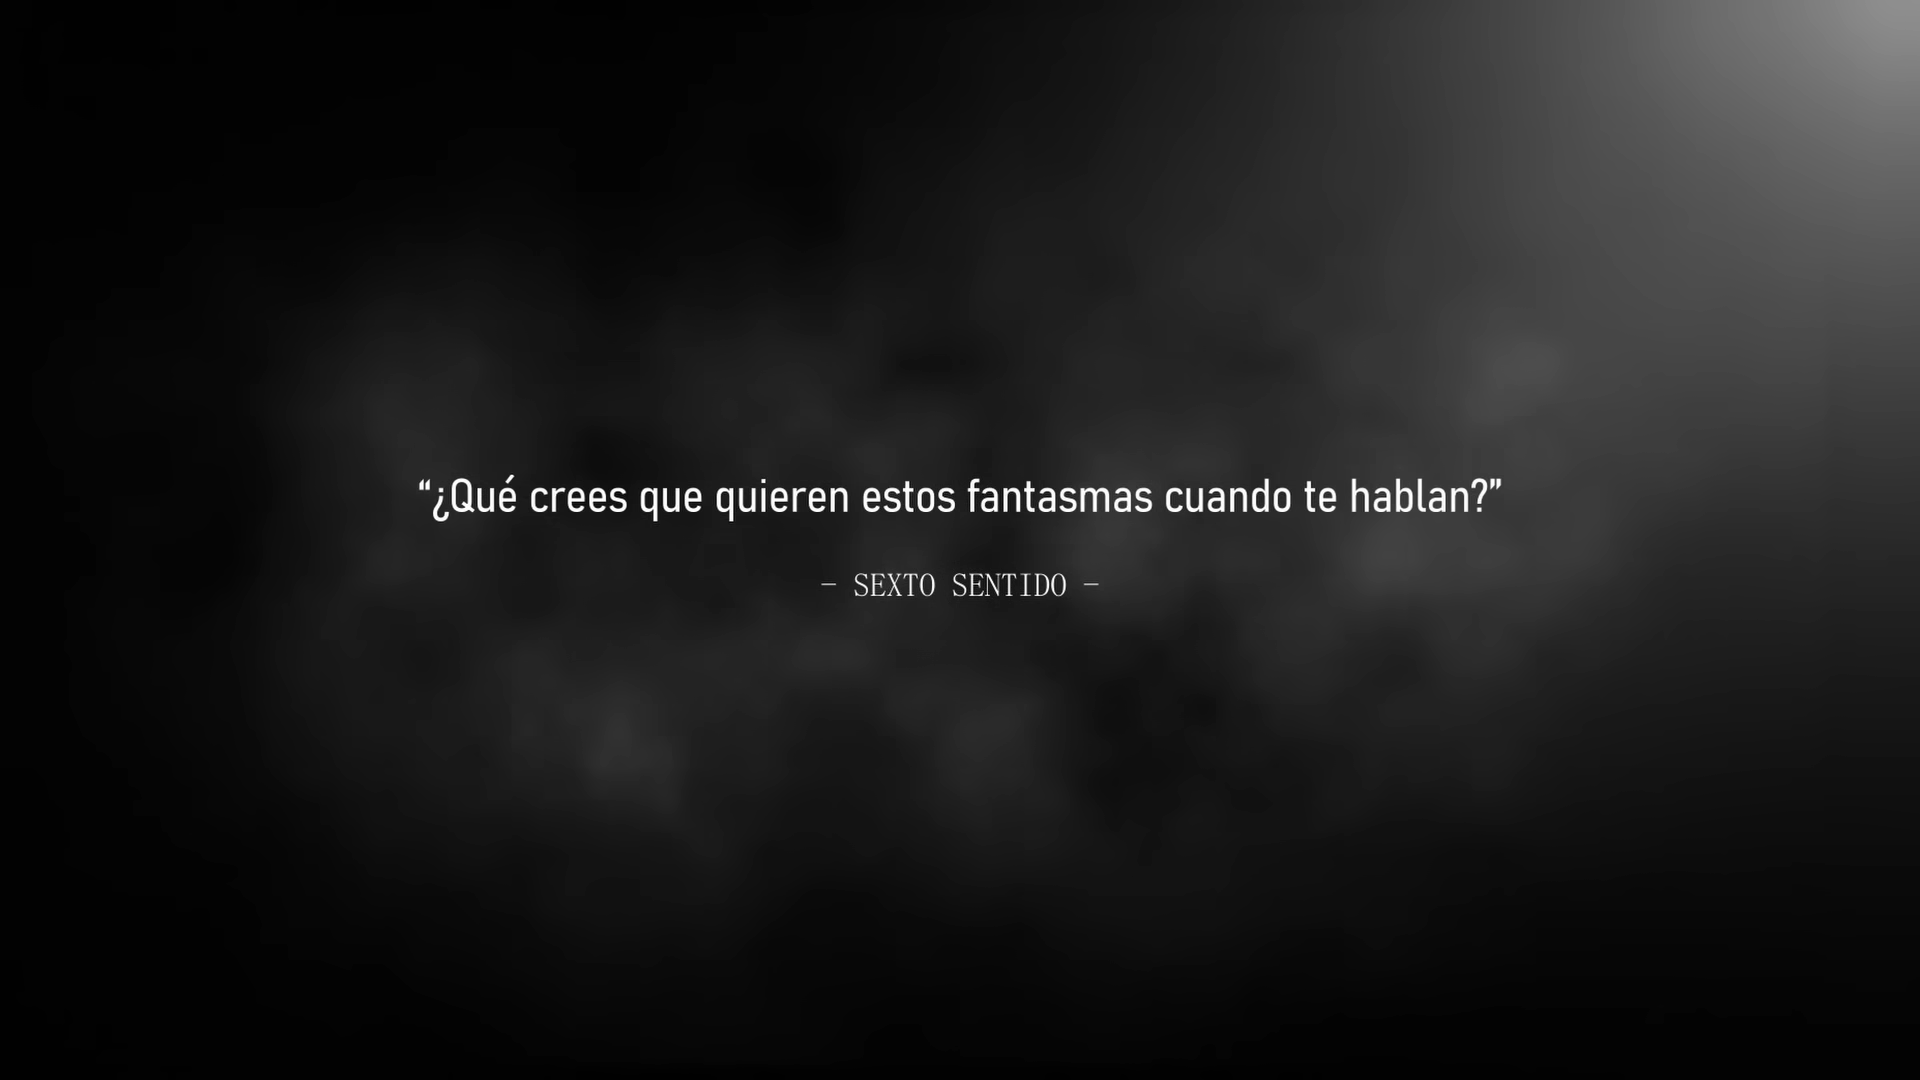 “¿Qué crees que quieren estos fantasmas cuando te hablan?”
— SEXTO SENTIDO —